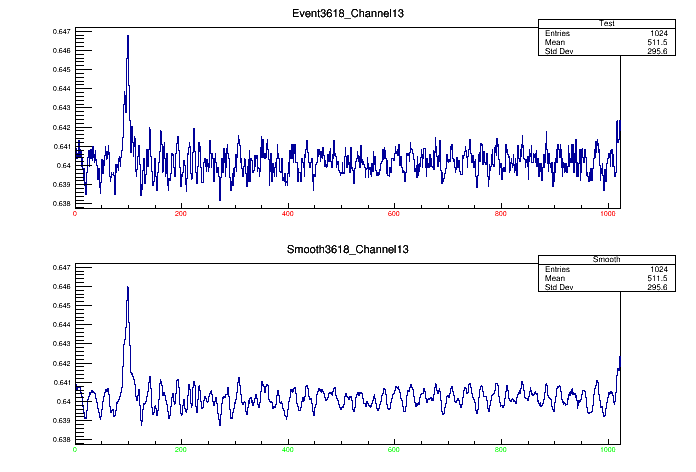 Event3618_Channel13
Test
Entries 1024
Mean 511.5
Std Dev 295.6
0.647
0.646
0.645
0.644
0.643
0.642
0.641
0.64
0.639
0.638
0 200 400 600 800 1000
Smooth3618_Channel13
Smooth
Entries 1024
Mean 511.5
Std Dev 295.6
0.647
0.646
0.645
0.644
0.643
0.642
0.641
0.64
0.639
0.638
0 200 400 600 800 1000